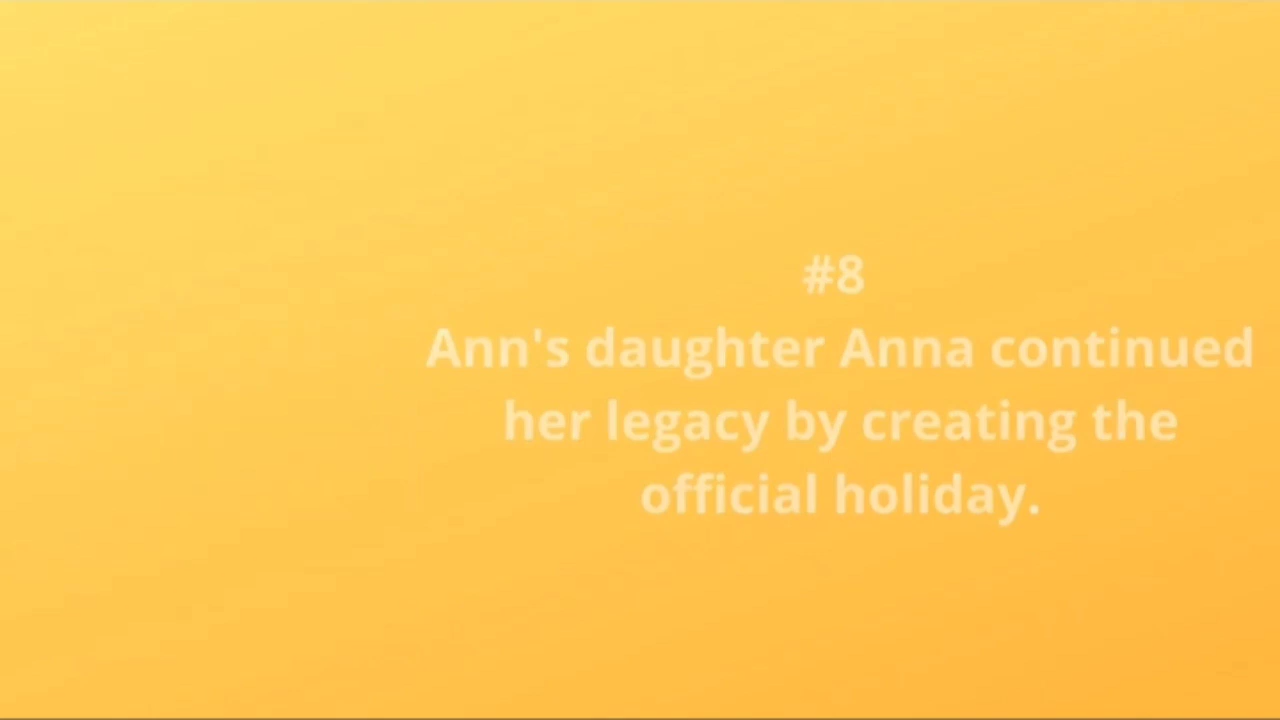 #8
Ann's daughter Anna continued
her legacy by creating the
official holiday.